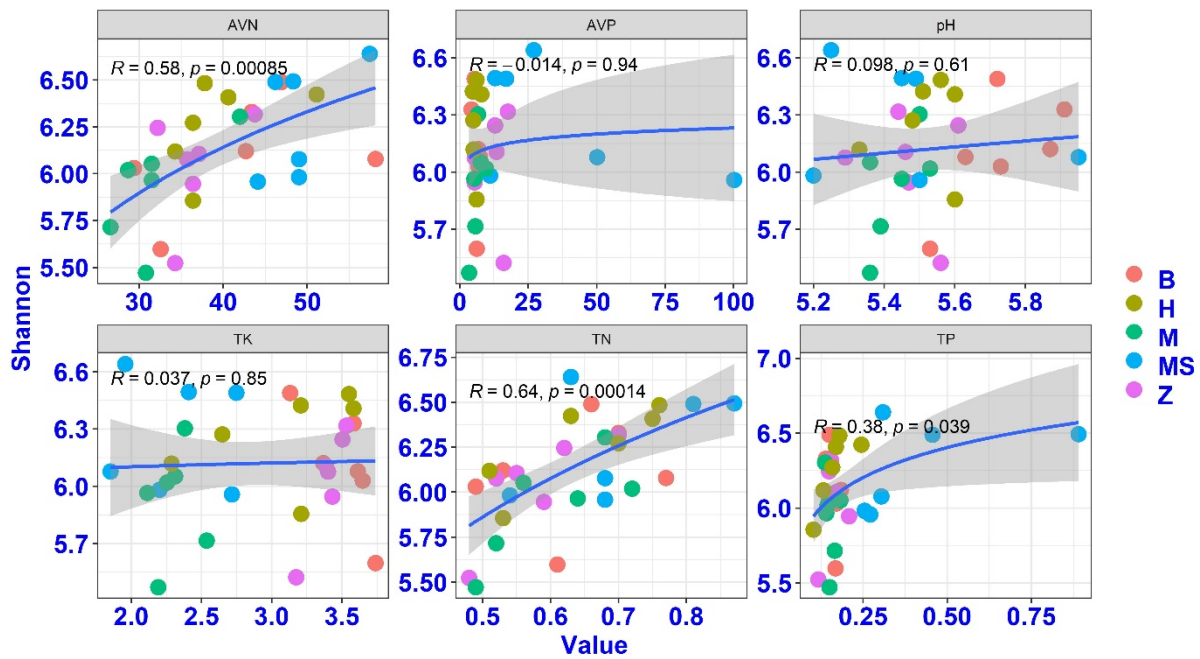 AVN
AVP
pH
R = 0.58, p = 0.00085
R = −0.014, p = 0.94
R = 0.098, p = 0.61
6.50
6.25
6.00
5.75
5.50
6.6
6.3
6.0
5.7
6.6
6.3
6.0
5.7
30
40
50
0
25
50
75
100
5.2
5.4
5.6
5.8
TK
TN
TP
R = 0.037, p = 0.85
R = 0.64, p = 0.00014
R = 0.38, p = 0.039
6.6
6.3
6.0
5.7
6.75
6.50
6.25
6.00
5.75
5.50
7.0
6.5
6.0
5.5
2.0
2.5
3.0
3.5
0.5
0.6
0.7
0.8
0.25
0.50
0.75
Shannon
Value
B
H
M
MS
Z